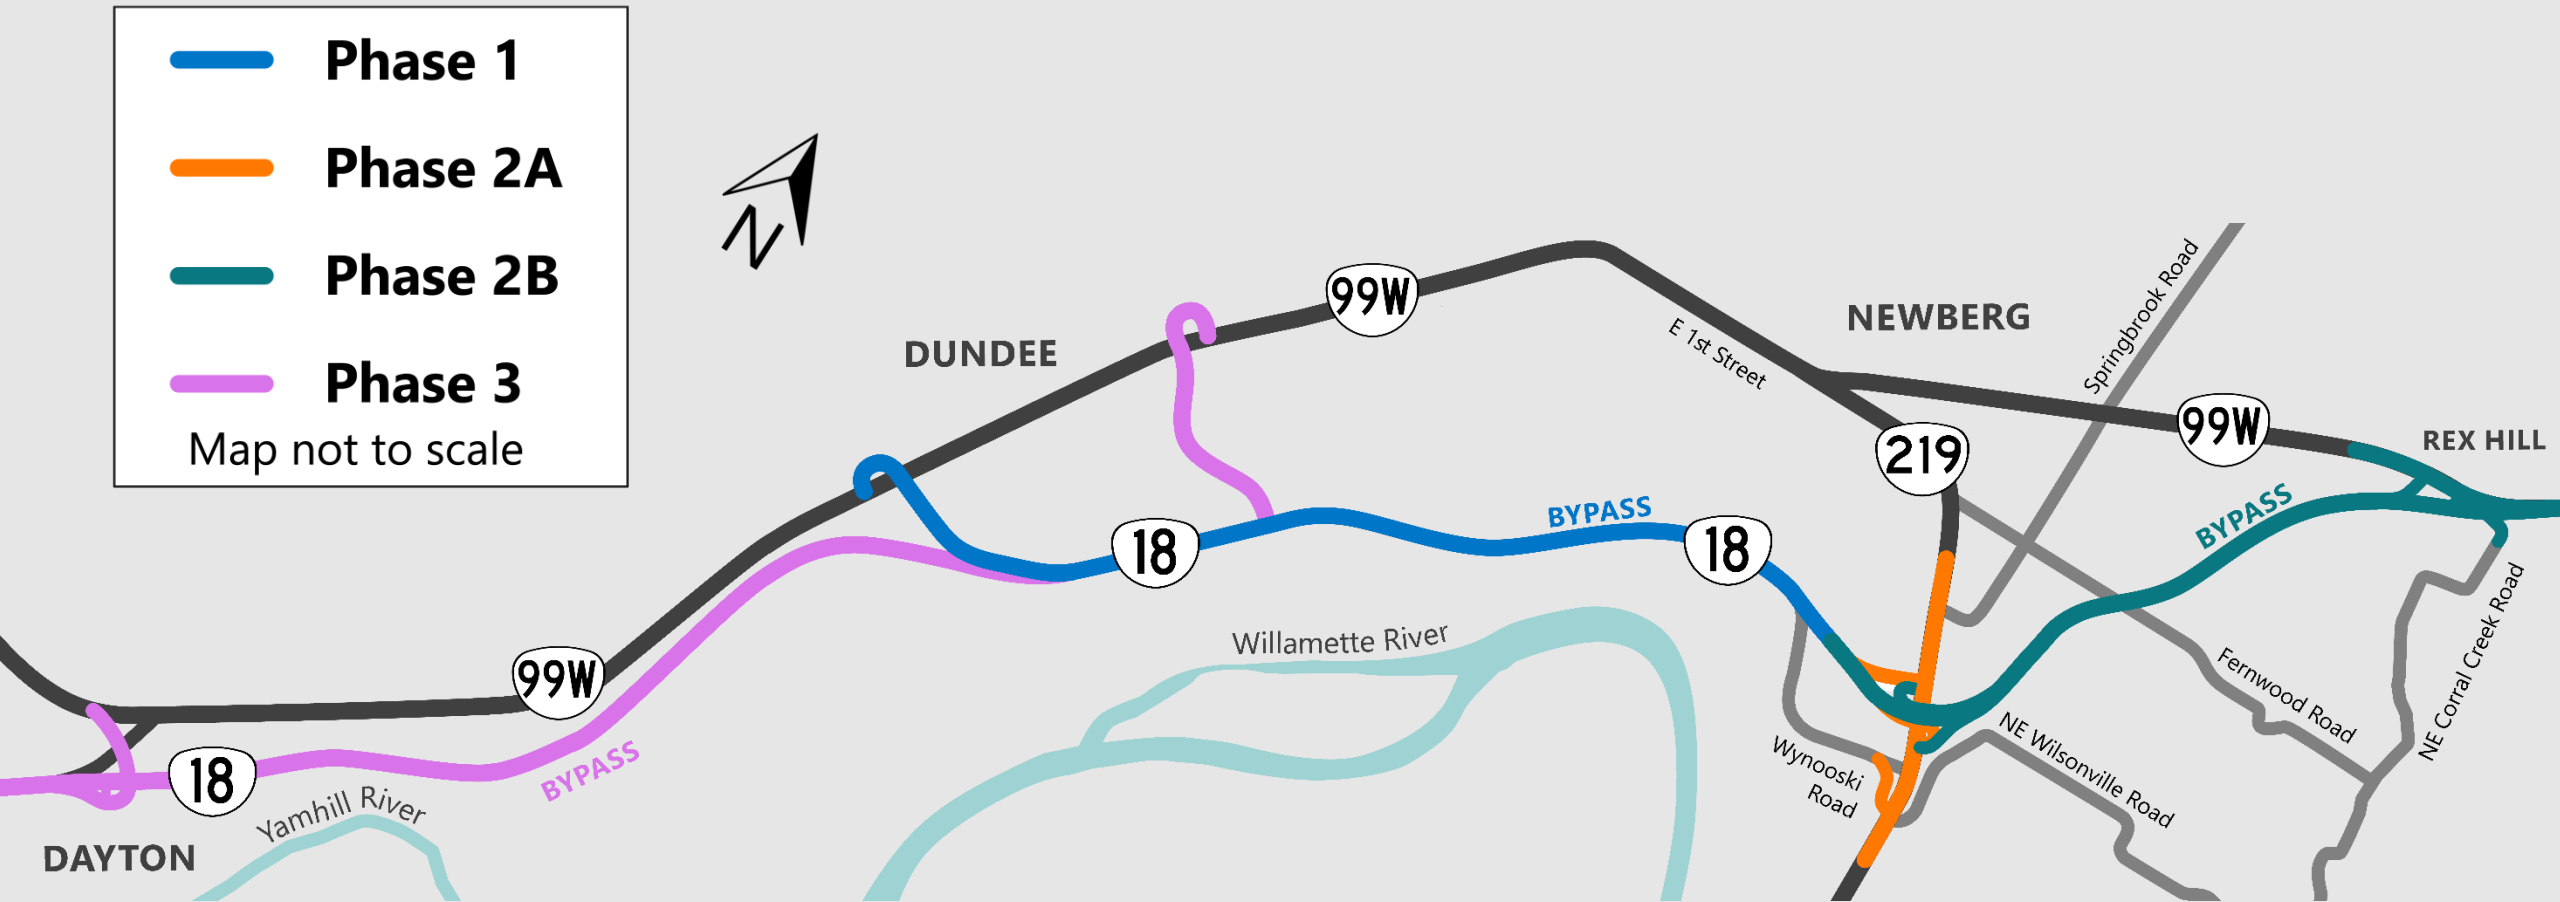 Phase 1
Phase 2A
Phase 2B
Phase 3
Map not to scale
N
DUNDEE
99W
E 1st Street
NEWBERG
Springbrook Road
99W
REX HILL
219
BYPASS
18
18
BYPASS
99W
Willamette River
BYPASS
18
Yamhill River
DAYTON
Wynooski
Road
NE Wilsonville Road
Fernwood Road
NE Corral Creek Road